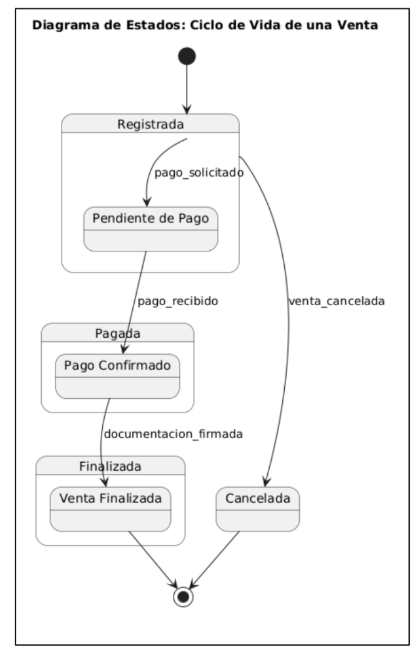 Diagrama de Estados: Ciclo de Vida de una Venta
Registrada
pago_solicitado
Pendiente de Pago
pago_recibido
venta_cancelada
Pagada
Pago Confirmado
documentacion_firmada
Finalizada
Venta Finalizada
Cancelada